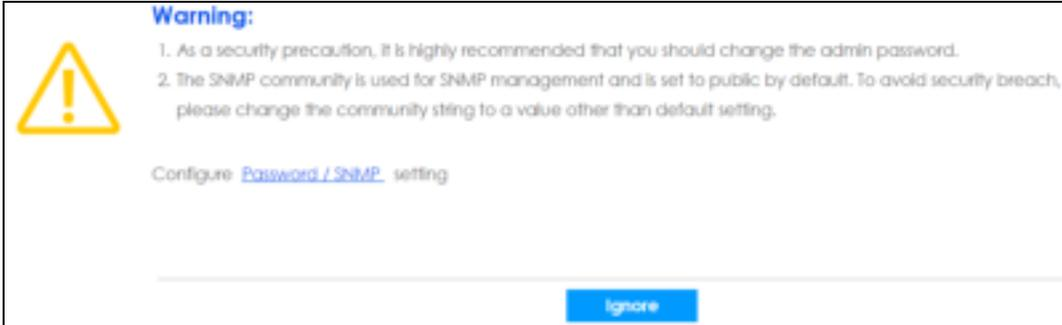 Warning:
1. As a security precaution, it is highly recommended that you should change the admin password.
2. The SNMP community is used for SNMP management and is set to public by default. To avoid security breach,
please change the community string to a value other than default setting.
Configure Password / SNMP setting
Ignore